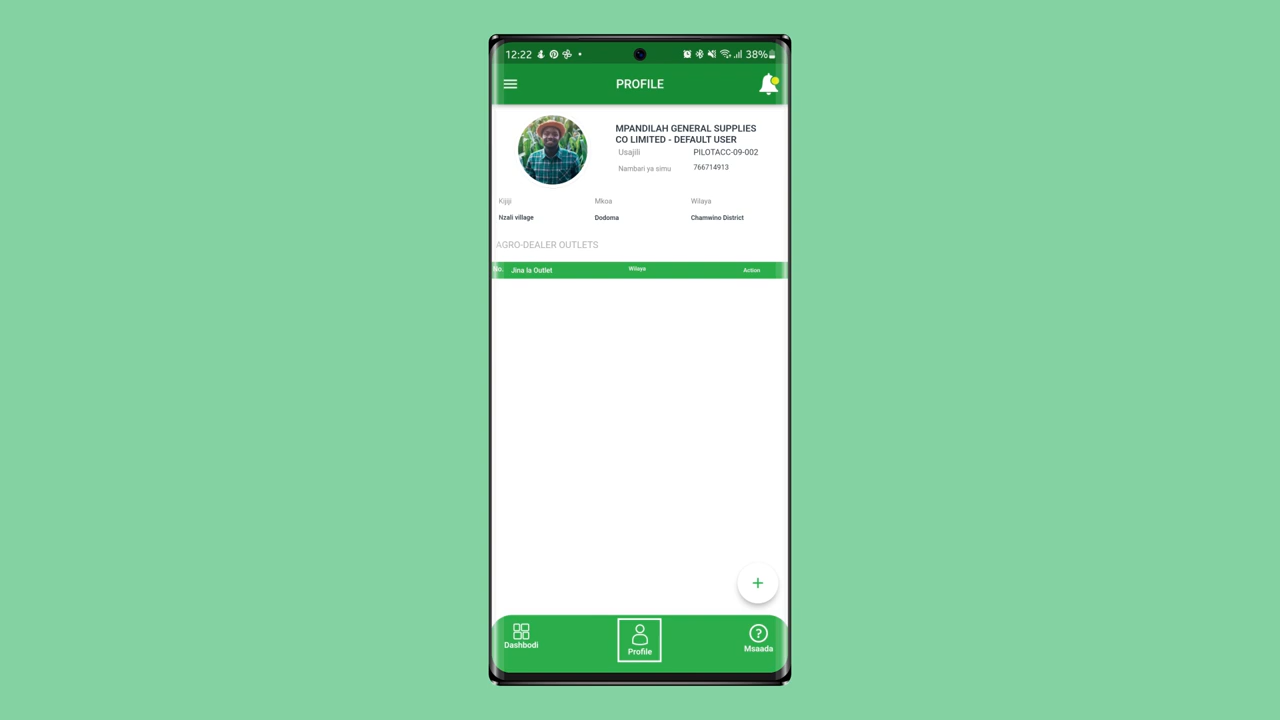 12:22 38%
PROFILE
MPANDILAH GENERAL SUPPLIES
CO LIMITED - DEFAULT USER
Usajili PILOTACC-09-002
Nambari ya simu 766714913
Kijiji Mkoa Wilaya
Nzali village Dodoma Chamwino District
AGRO-DEALER OUTLETS
No. Jina la Outlet Wilaya Action
+
Dashbodi Profile Msaada